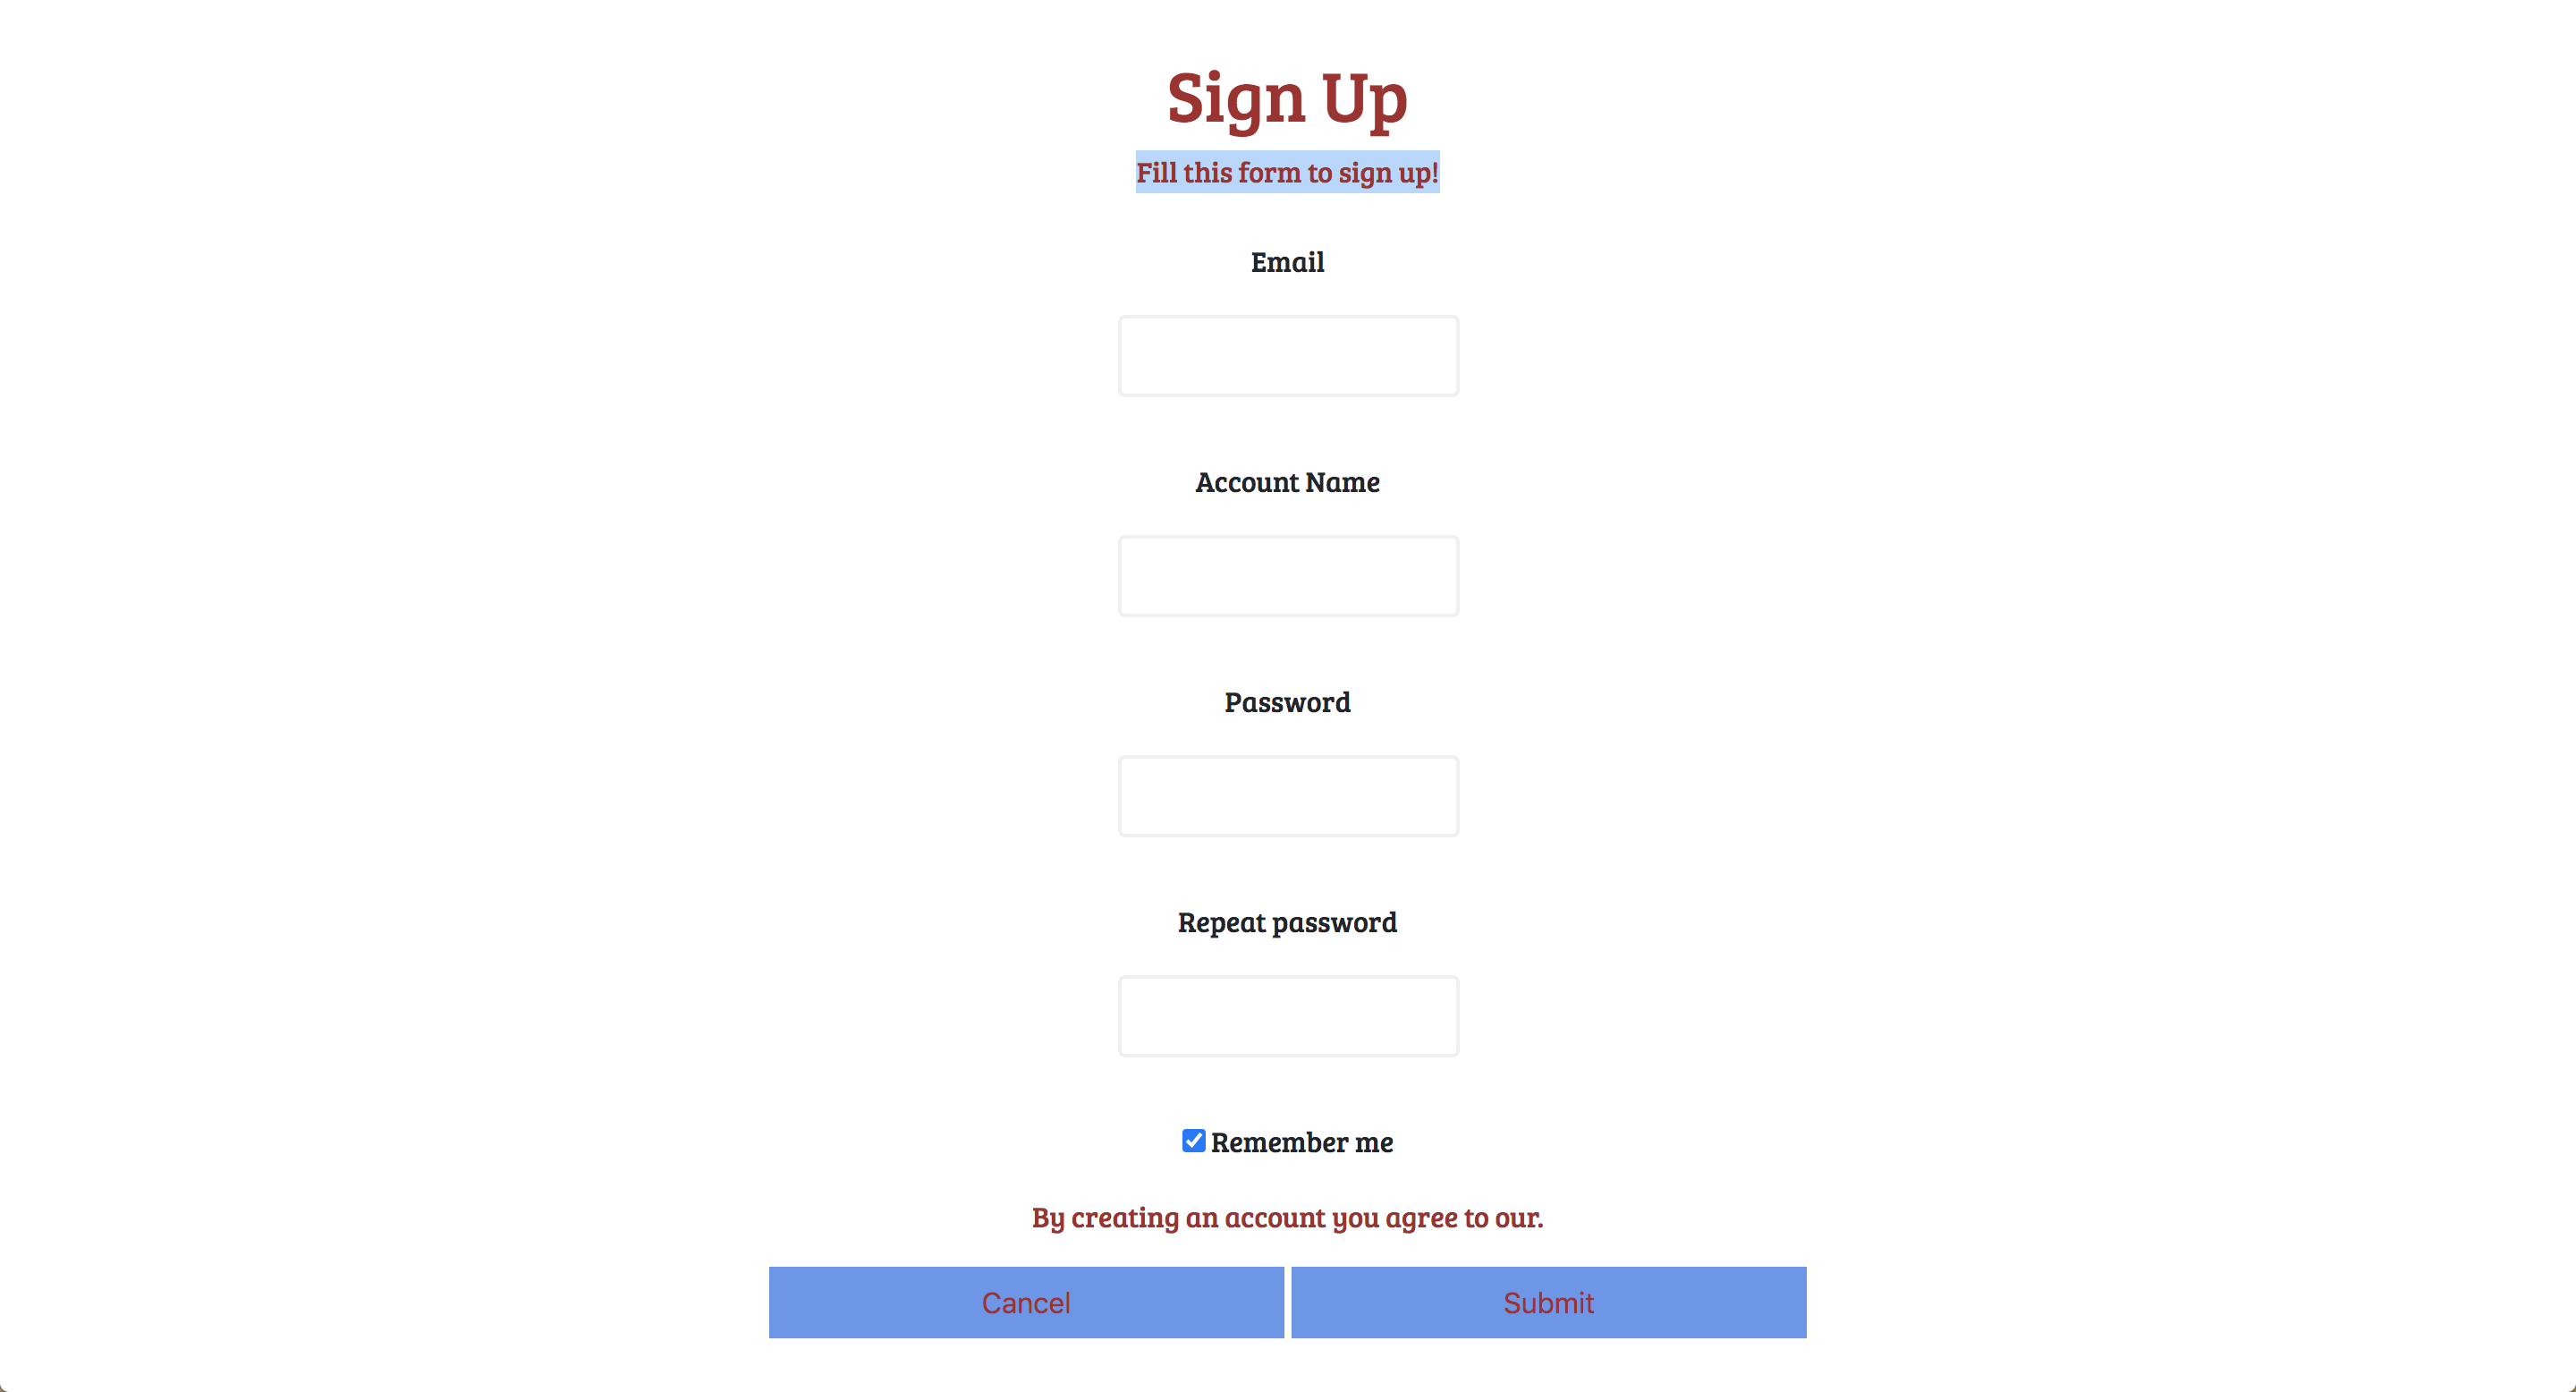 Sign Up
Fill this form to sign up!
Email
Account Name
Password
Repeat password
Remember me
By creating an account you agree to our.
Cancel Submit